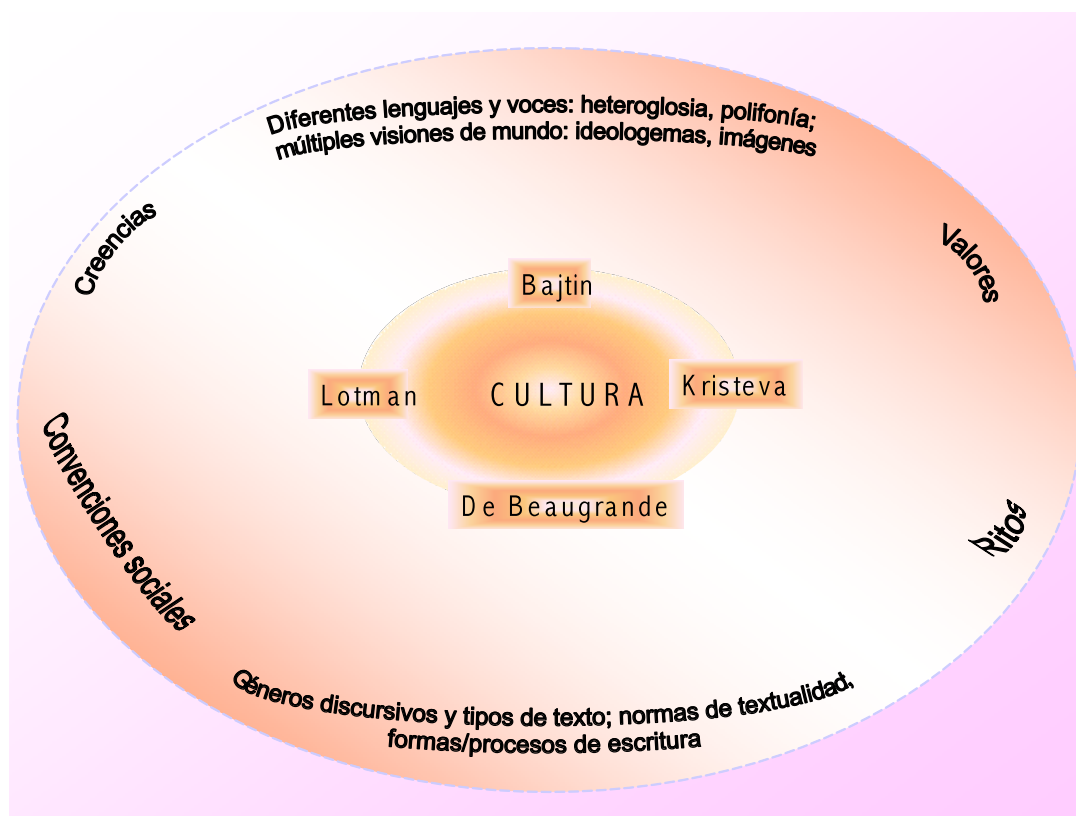 Diferentes lenguajes y voces: heteroglosia, polifonía;
múltiples visiones de mundo: ideologemas, imágenes
Creencias
Valores
Bajtin
Lotman
CULTURA
Kristeva
De Beaugrande
Convenciones sociales
Ritos
Géneros discursivos y tipos de texto; normas de textualidad,
formas/procesos de escritura